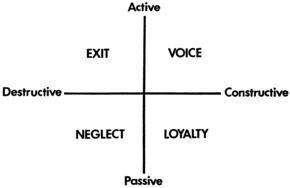 Active
EXIT VOICE
Destructive Constructive
NEGLECT LOYALTY
Passive